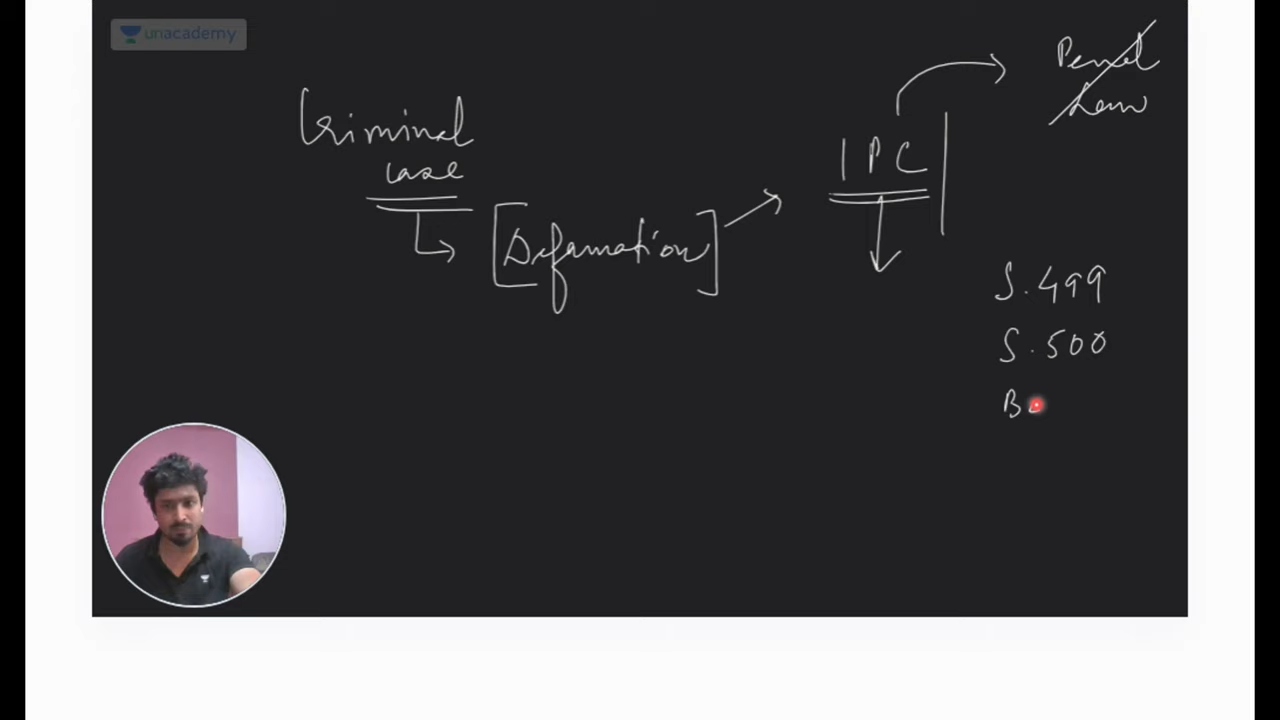 unacademy
Penal
Law
Criminal
case
IPC
[Defamation]
S. 499
S. 500
B